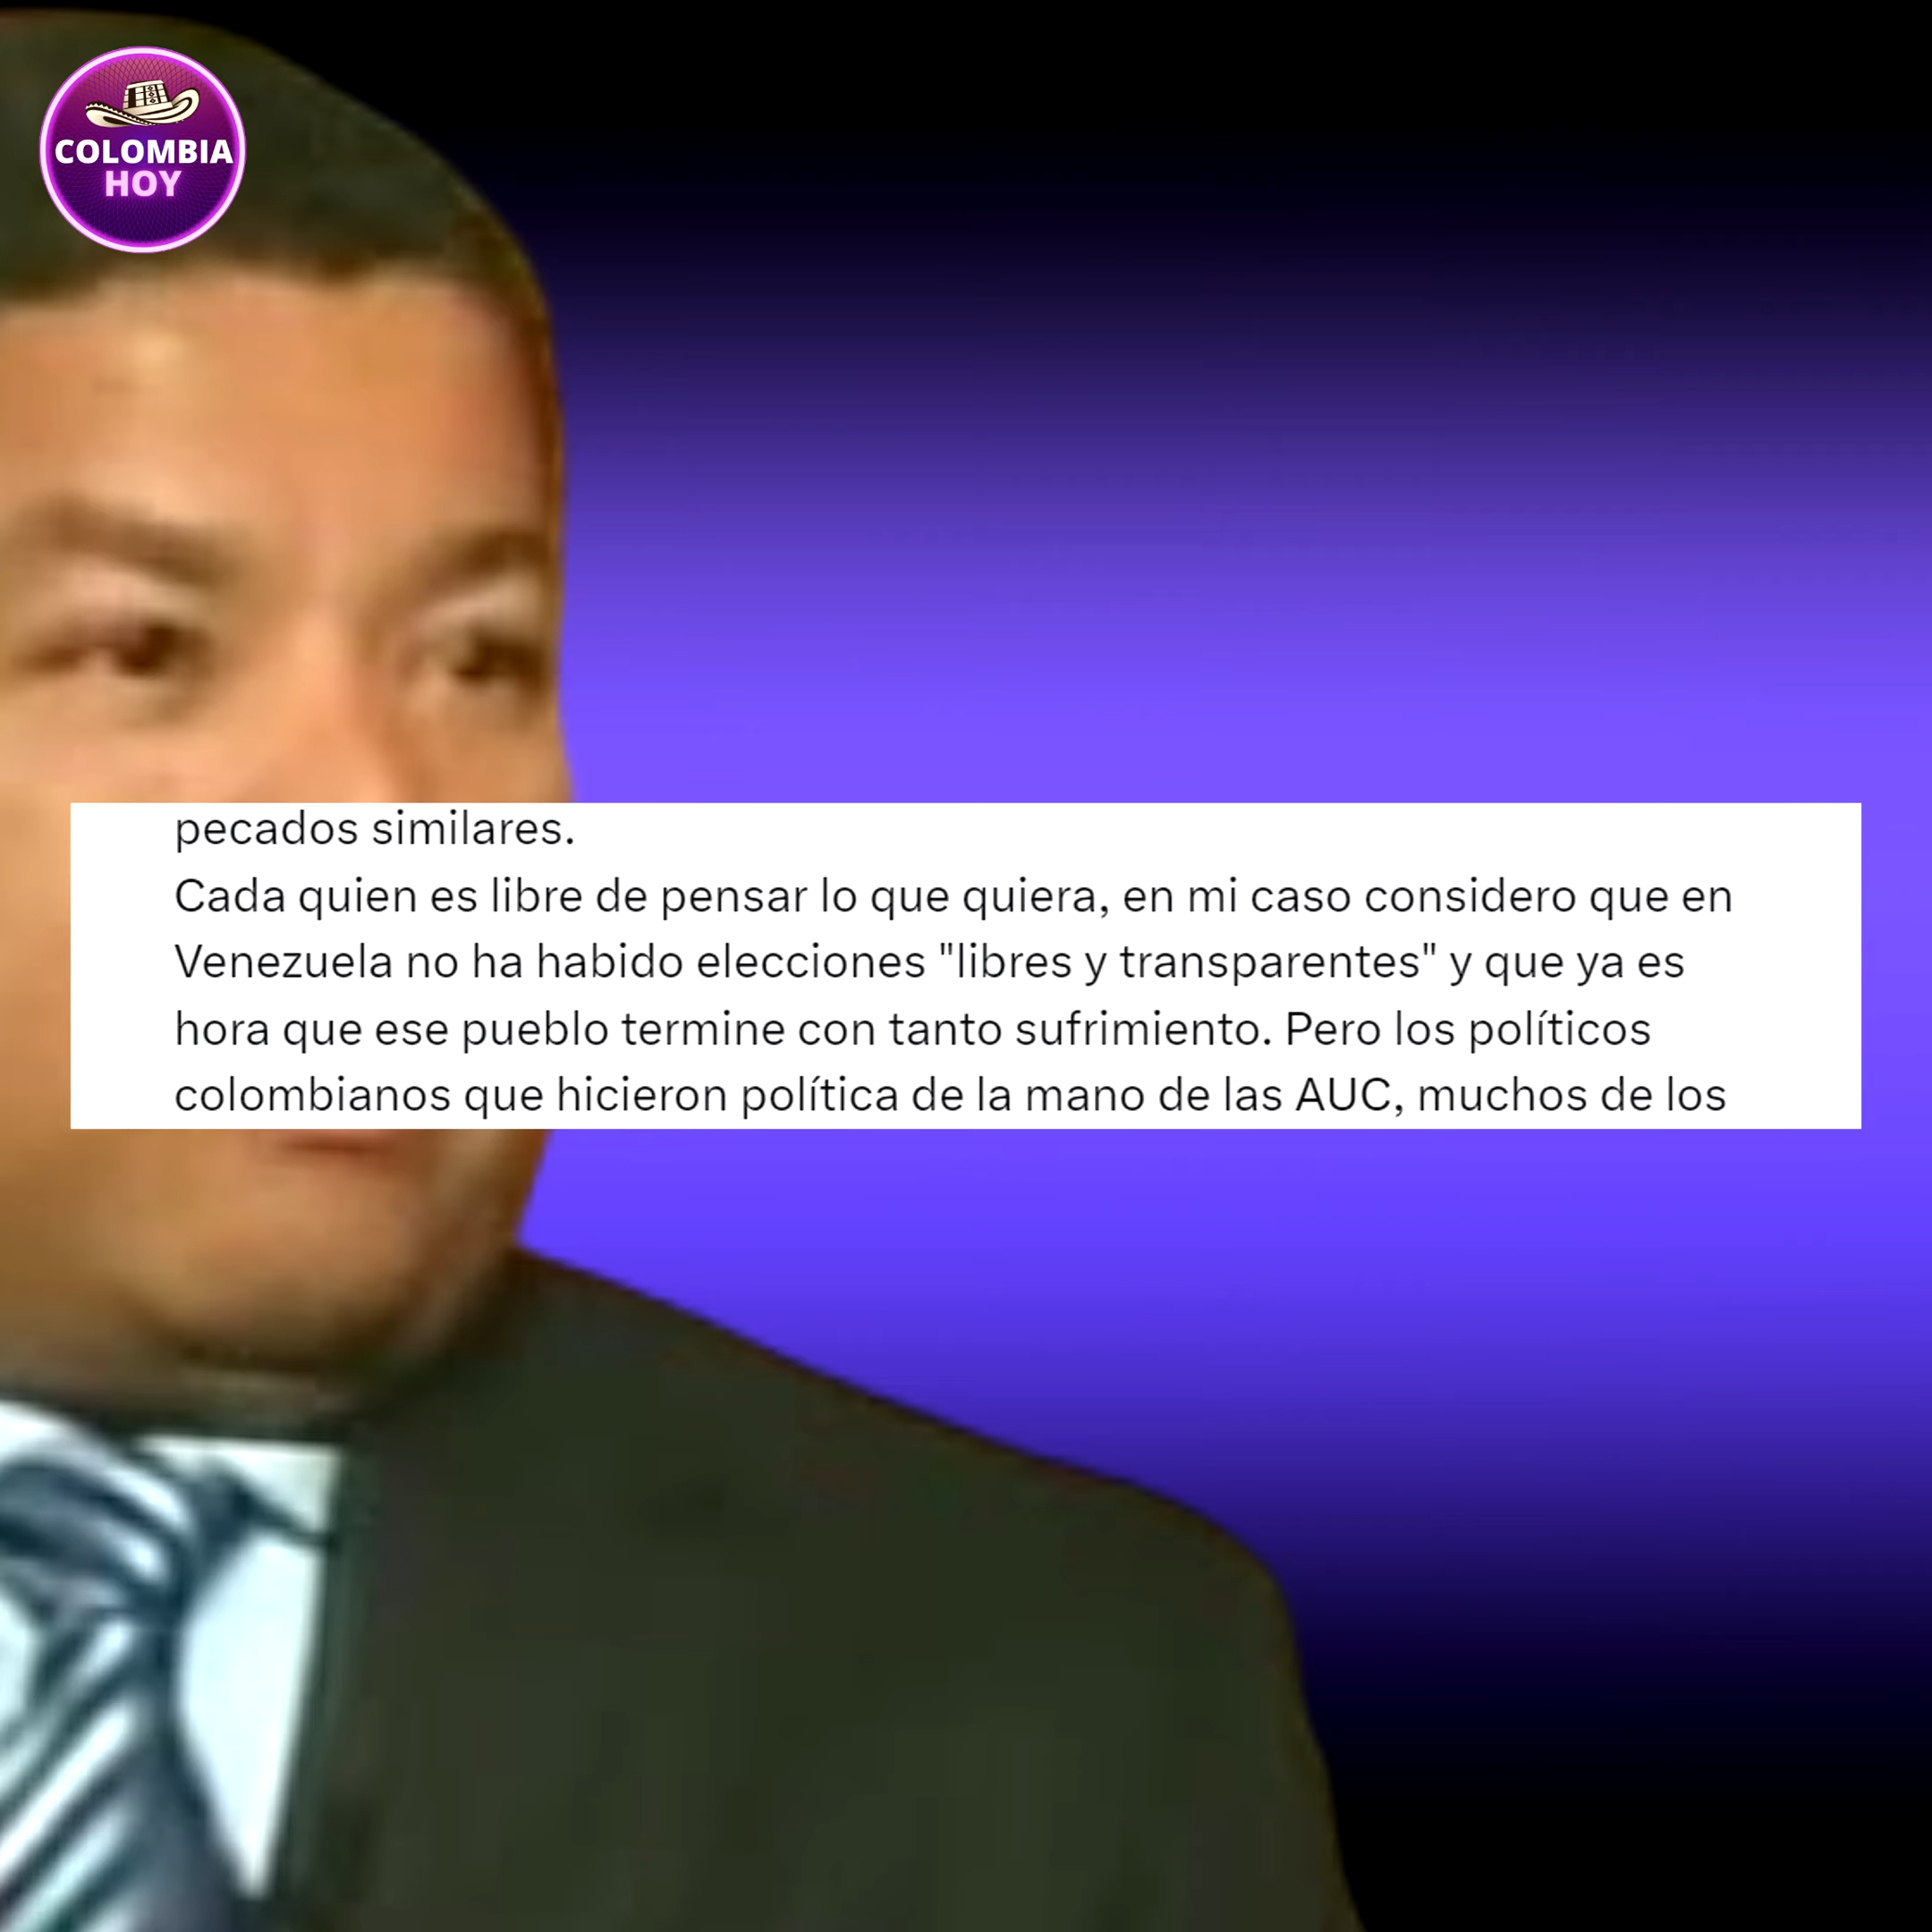 COLOMBIA
HOY
pecados similares.
Cada quien es libre de pensar lo que quiera, en mi caso considero que en
Venezuela no ha habido elecciones "libres y transparentes" y que ya es
hora que ese pueblo termine con tanto sufrimiento. Pero los políticos
colombianos que hicieron política de la mano de las AUC, muchos de los